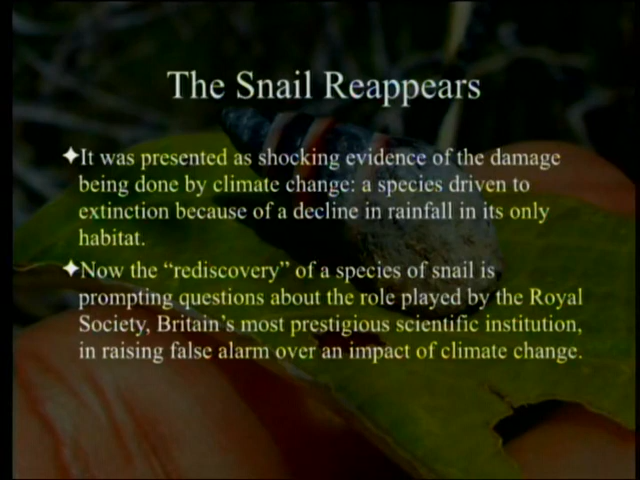 The Snail Reappears
It was presented as shocking evidence of the damage
being done by climate change: a species driven to
extinction because of a decline in rainfall in its only
habitat.
Now the “rediscovery” of a species of snail is
prompting questions about the role played by the Royal
Society, Britain’s most prestigious scientific institution,
in raising false alarm over an impact of climate change.